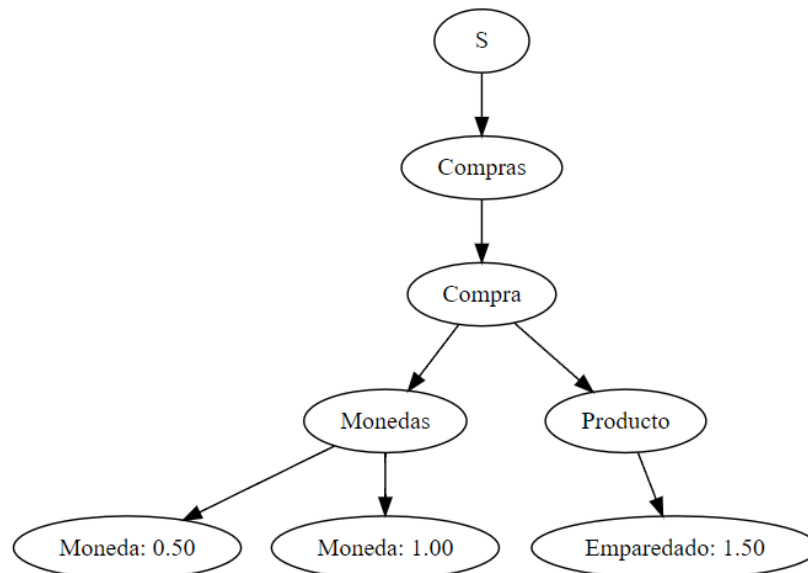 S
Compras
Compra
Monedas
Producto
Moneda: 0.50
Moneda: 1.00
Emparedado: 1.50